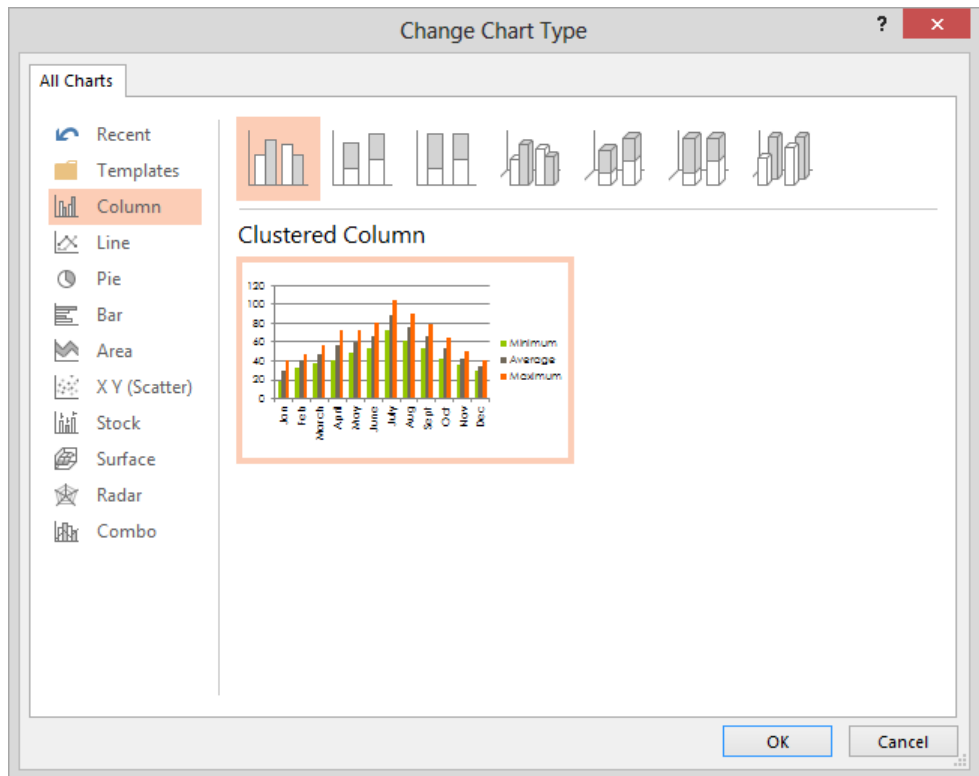 Change Chart Type
?
All Charts
Recent
Templates
Column
Line
Pie
Bar
Area
X Y (Scatter)
Stock
Surface
Radar
Combo
Clustered Column
120
100
80
60
40
20
0
Jan
Feb
March
April
May
June
July
Aug
Sept
Oct
Nov
Dec
Minimum
Average
Maximum
OK
Cancel